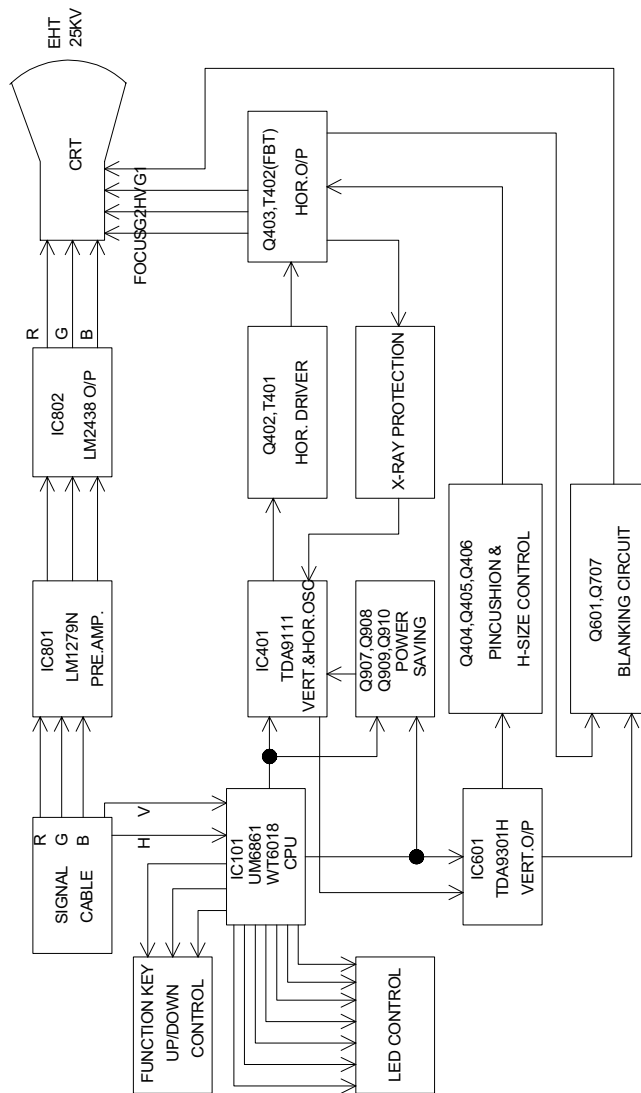 SIGNAL
CABLE
R
G
B
H
V
IC801
LM1279N
PRE.AMP.
IC802
LM2438 O/P
R
G
B
CRT
EHT
25KV
FOCUS
G2
HV
G1
FUNCTION KEY
UP/DOWN
CONTROL
IC101
UM6861
WT6018
CPU
LED CONTROL
IC401
TDA9111
VERT.&HOR.OSC
Q402,T401
HOR. DRIVER
Q403,T402(FBT)
HOR.O/P
Q907,Q908
Q909,Q910
POWER
SAVING
X-RAY PROTECTION
IC601
TDA9301H
VERT.O/P
Q404,Q405,Q406
PINCUSHION &
H-SIZE CONTROL
Q601,Q707
BLANKING CIRCUIT